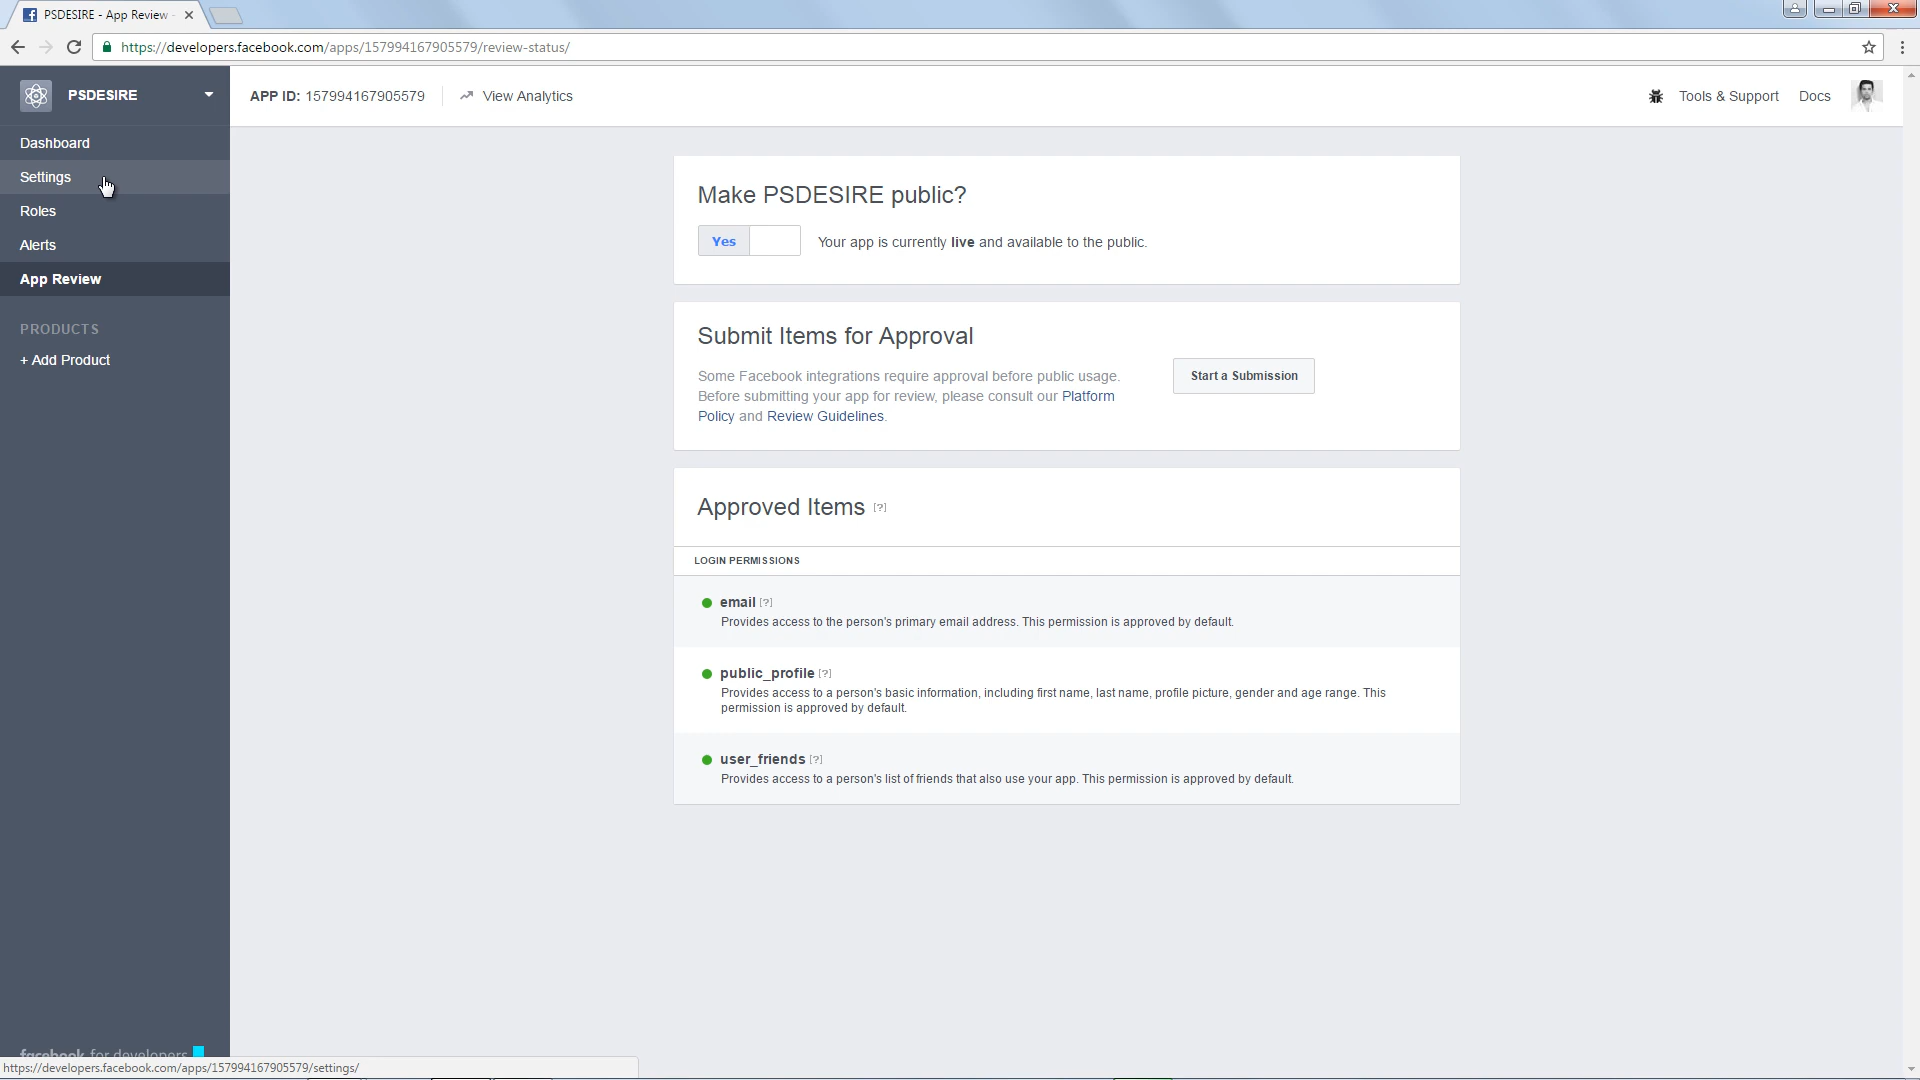 PSDESIRE - App Review -
https://developers.facebook.com/apps/157994167905579/review-status/
PSDESIRE
APP ID: 157994167905579
View Analytics
Tools & Support
Docs
Dashboard
Settings
Roles
Alerts
App Review
PRODUCTS
+ Add Product
Make PSDESIRE public?
Yes
Your app is currently live and available to the public.
Submit Items for Approval
Some Facebook integrations require approval before public usage.
Before submitting your app for review, please consult our Platform
Policy and Review Guidelines.
Start a Submission
Approved Items [?]
LOGIN PERMISSIONS
email [?]
Provides access to the person's primary email address. This permission is approved by default.
public_profile [?]
Provides access to a person's basic information, including first name, last name, profile picture, gender and age range. This
permission is approved by default.
user_friends [?]
Provides access to a person's list of friends that also use your app. This permission is approved by default.
facebook for developers
https://developers.facebook.com/apps/157994167905579/settings/